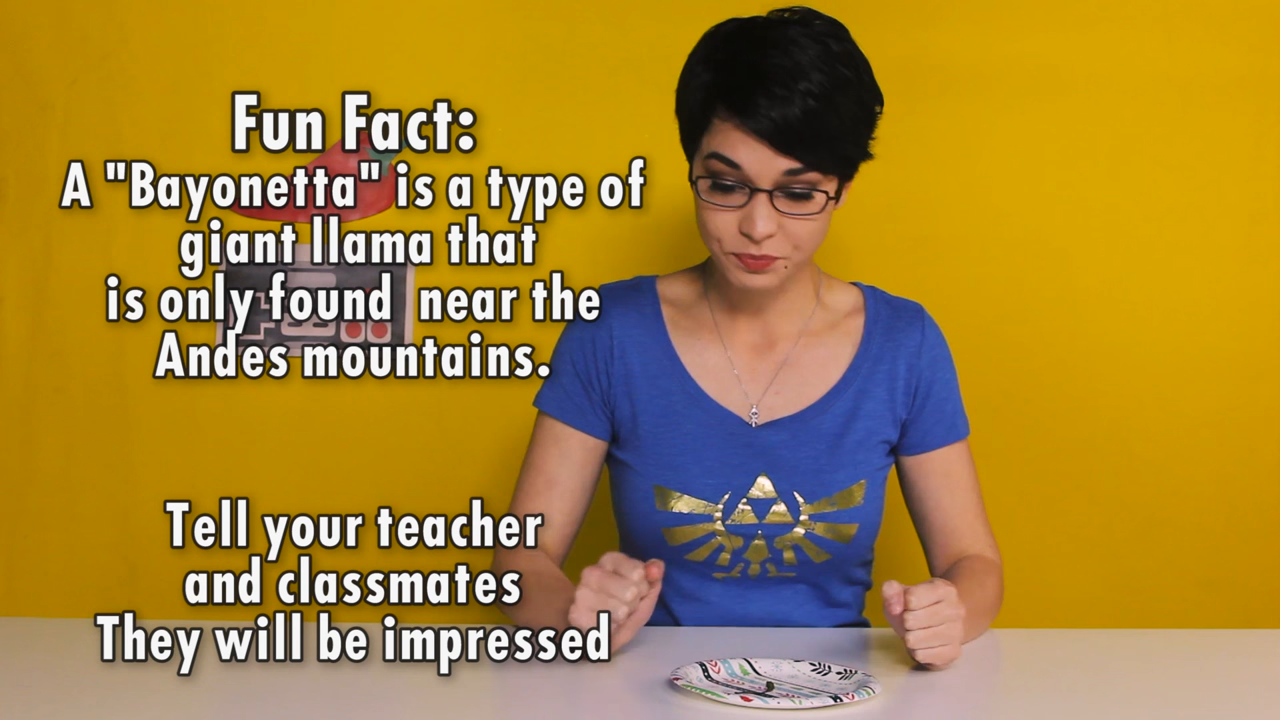 Fun Fact:
A "Bayonetta" is a type of
giant llama that
is only found near the
Andes mountains.
Tell your teacher
and classmates
They will be impressed